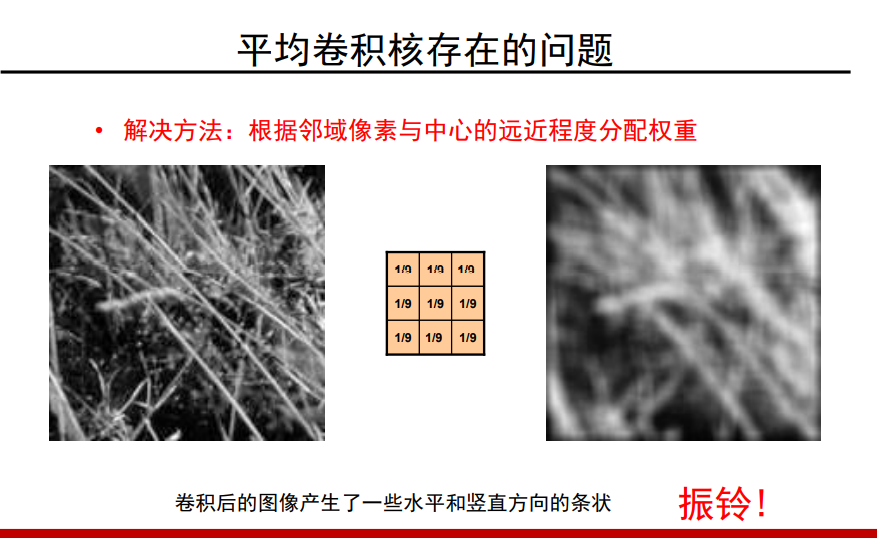 平均卷积核存在的问题
• 解决方法：根据邻域像素与中心的远近程度分配权重
1/9 1/9 1/9
1/9 1/9 1/9
1/9 1/9 1/9
卷积后的图像产生了一些水平和竖直方向的条状
振铃！